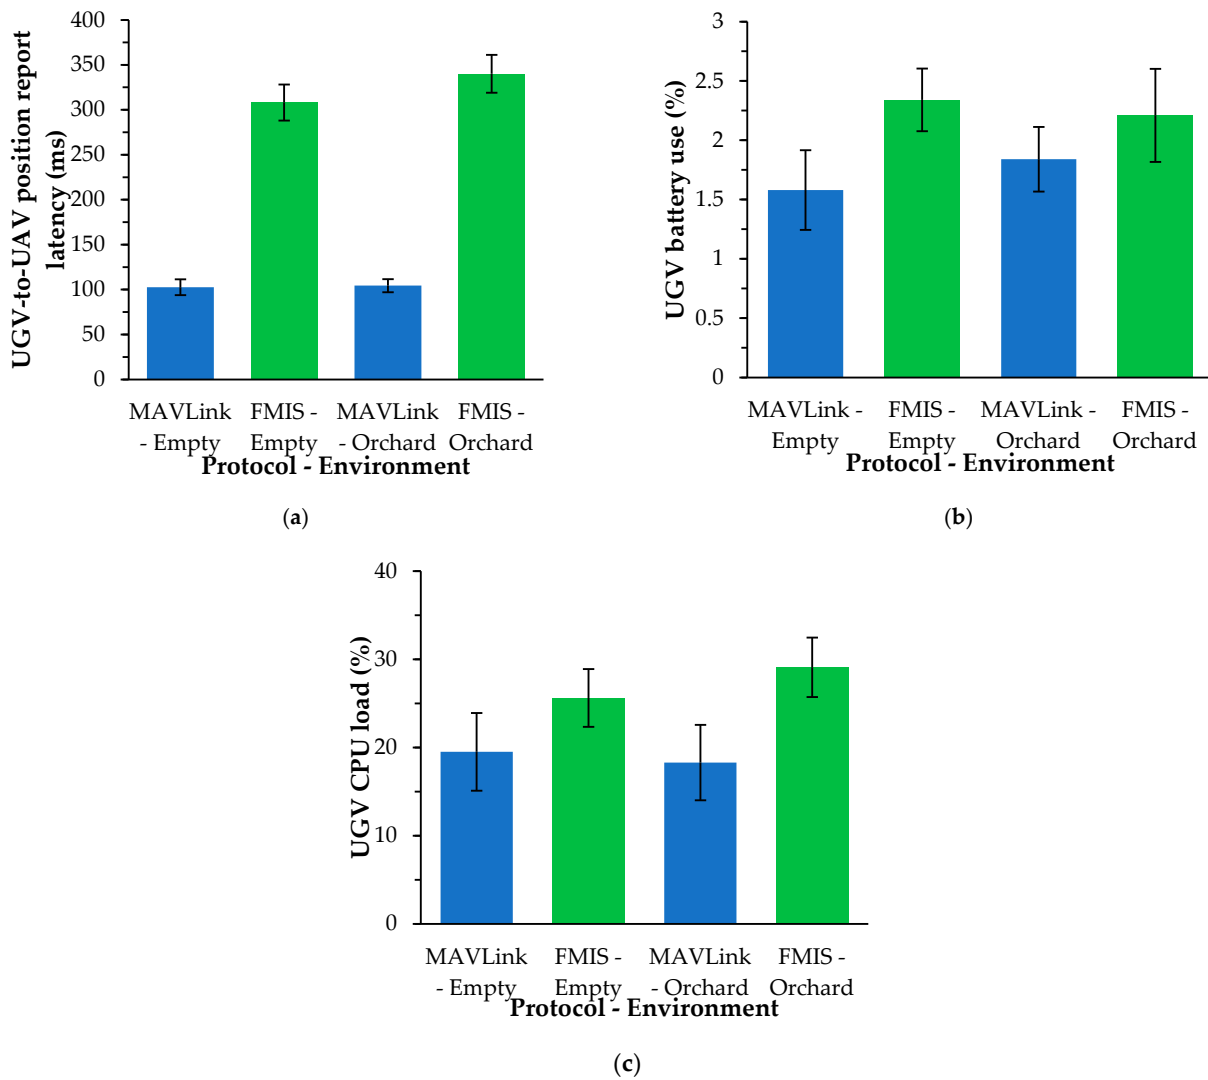 UGV-to-UAV position report
latency (ms)
400
350
300
250
200
150
100
50
0
MAVLink
- Empty
FMIS -
Empty
MAVLink
- Orchard
FMIS -
Orchard
Protocol - Environment
(a)
UGV battery use (%)
3
2.5
2
1.5
1
0.5
0
MAVLink -
Empty
FMIS -
Empty
MAVLink -
Orchard
FMIS -
Orchard
Protocol - Environment
(b)
UGV CPU load (%)
40
30
20
10
0
MAVLink
- Empty
FMIS -
Empty
MAVLink
- Orchard
FMIS -
Orchard
Protocol - Environment
(c)